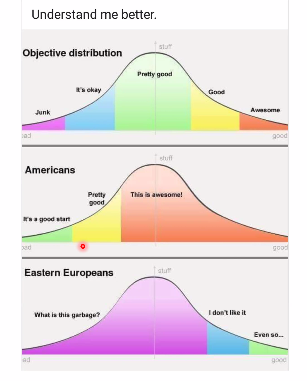 Understand me better.
stuff
Objective distribution
Pretty good
It's okay
Good
Junk
Awesome
bad
good
stuff
Americans
Pretty
good
This is awesome!
It's a good start
bad
good
stuff
Eastern Europeans
What is this garbage?
I don't like it
Even so...
bad
good